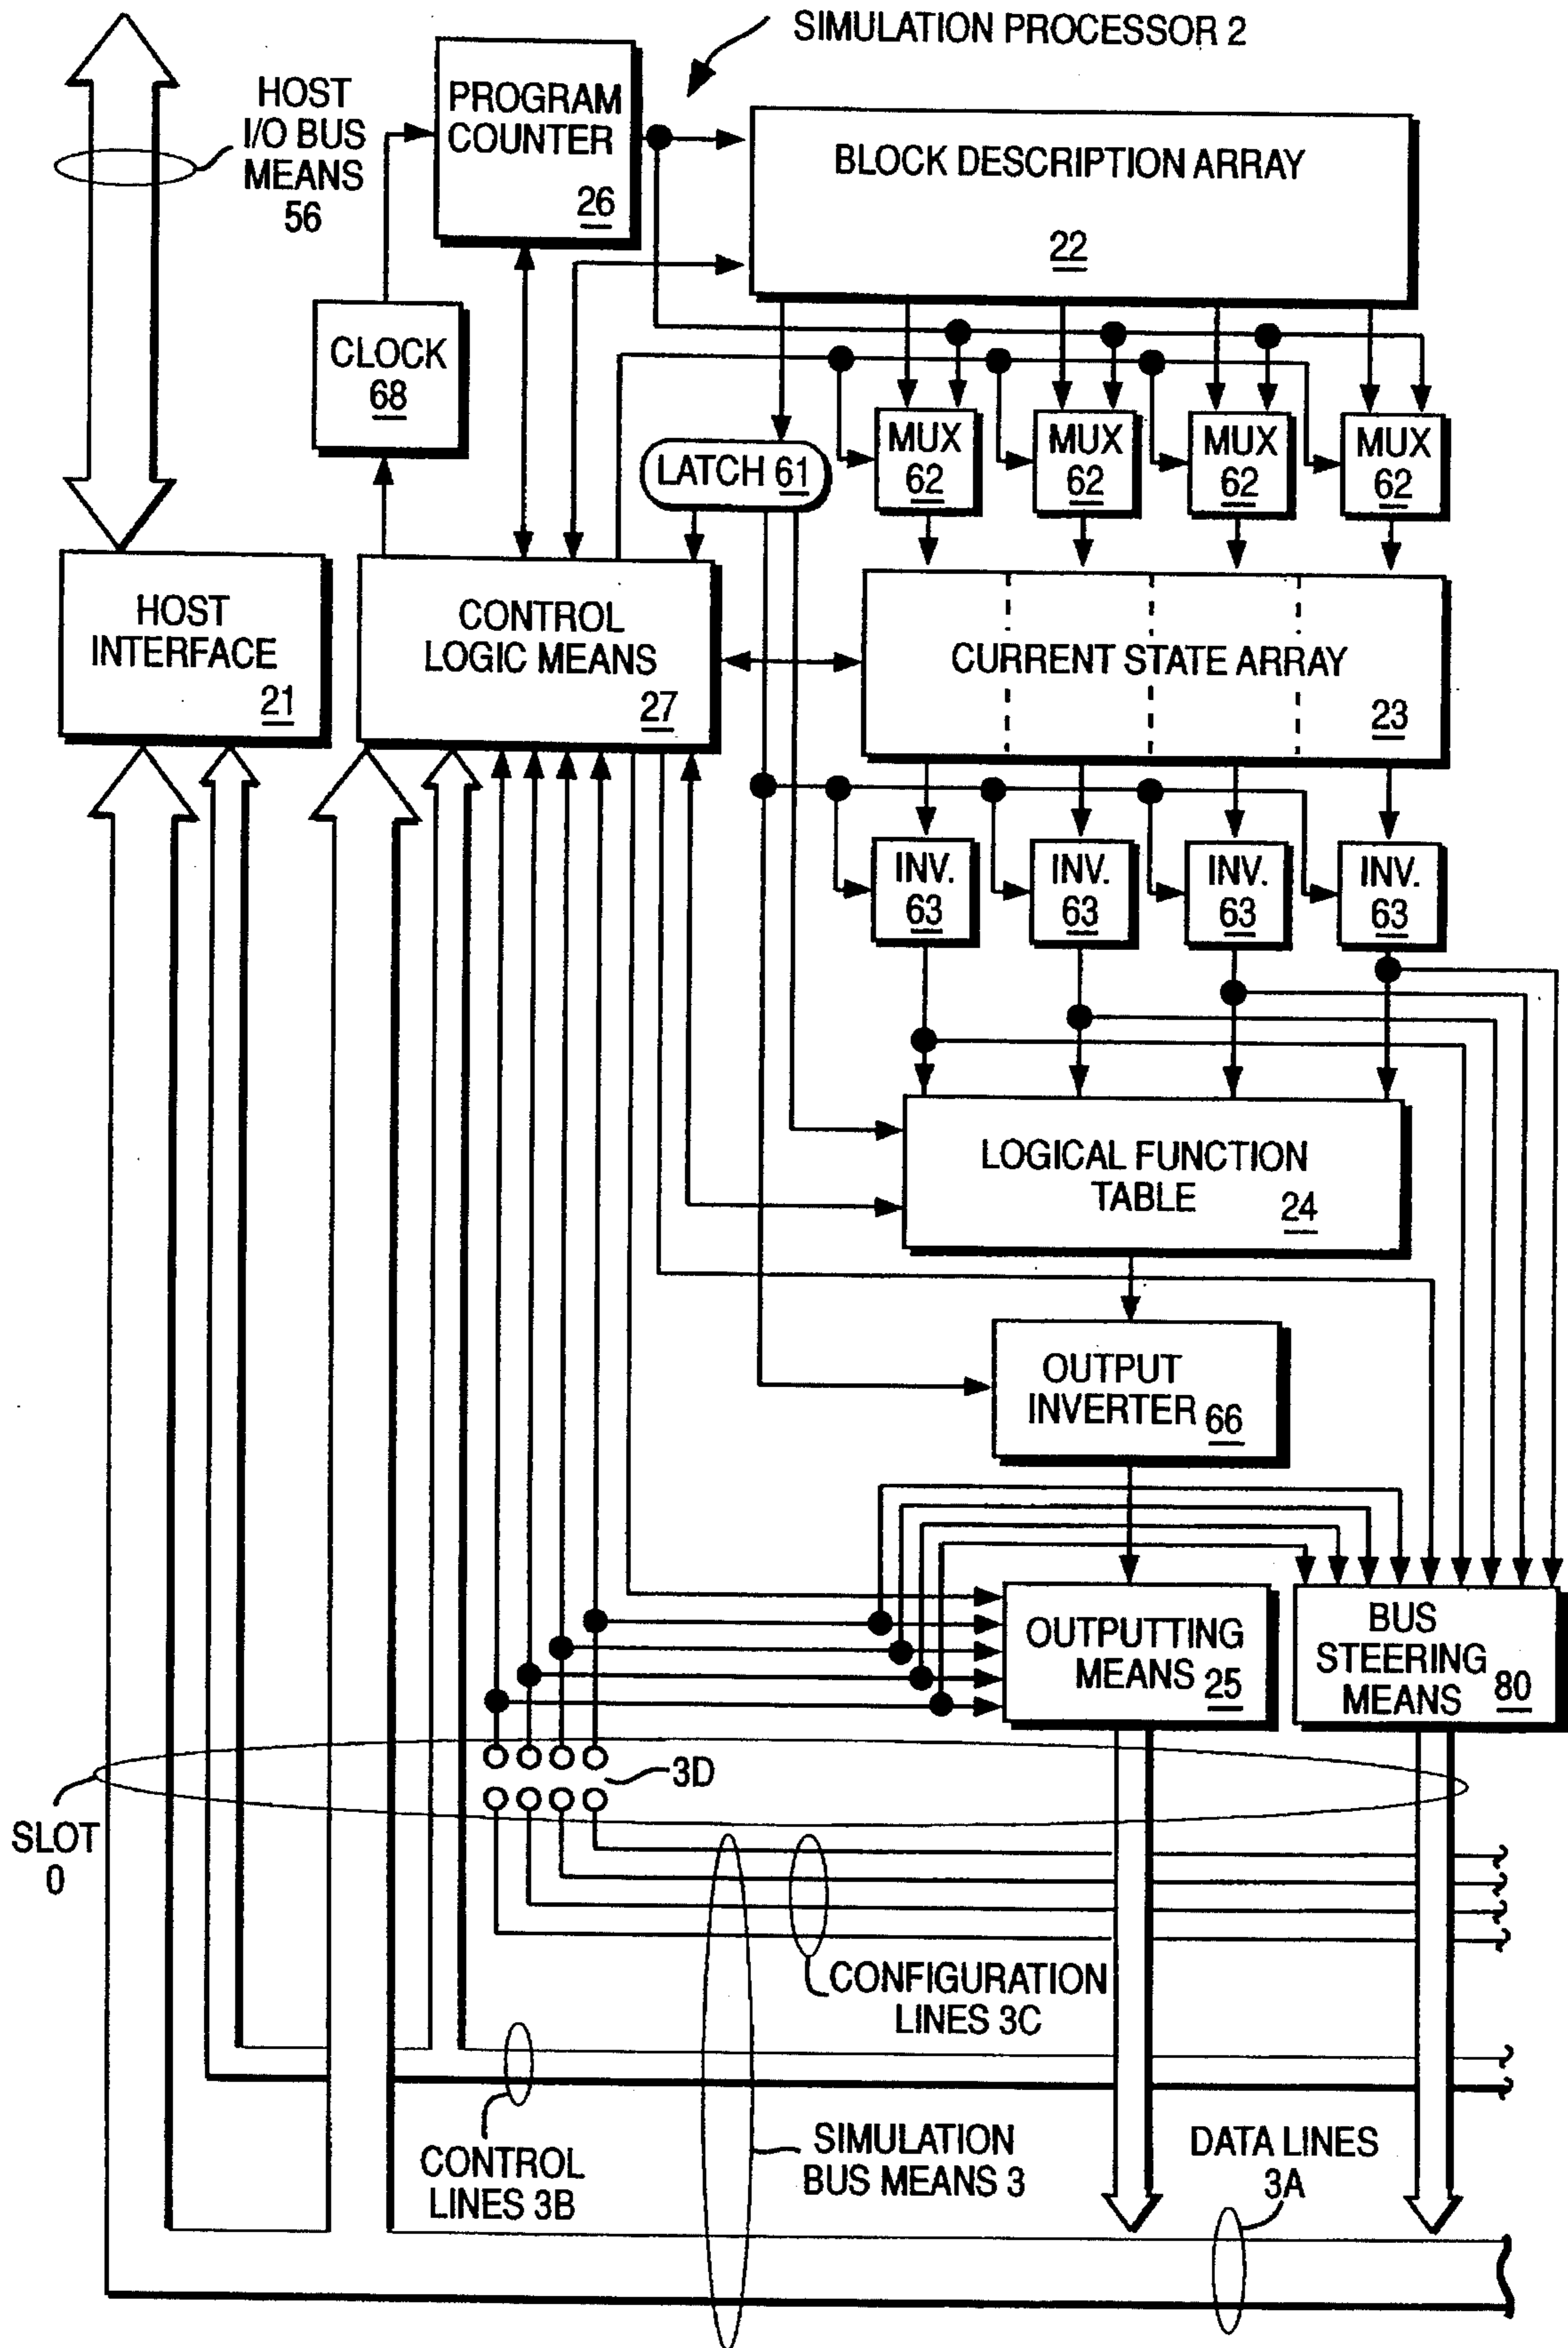 SIMULATION PROCESSOR 2
HOST
I/O BUS
MEANS
56
PROGRAM
COUNTER
26
BLOCK DESCRIPTION ARRAY
22
CLOCK
68
LATCH 61
MUX
62
MUX
62
MUX
62
MUX
62
HOST
INTERFACE
21
CONTROL
LOGIC MEANS
27
CURRENT STATE ARRAY
23
INV.
63
INV.
63
INV.
63
INV.
63
LOGICAL FUNCTION
TABLE
24
OUTPUT
INVERTER 66
OUTPUTTING
MEANS 25
BUS
STEERING
MEANS 80
3D
SLOT
0
CONFIGURATION
LINES 3C
CONTROL
LINES 3B
SIMULATION
BUS MEANS 3
DATA LINES
3A